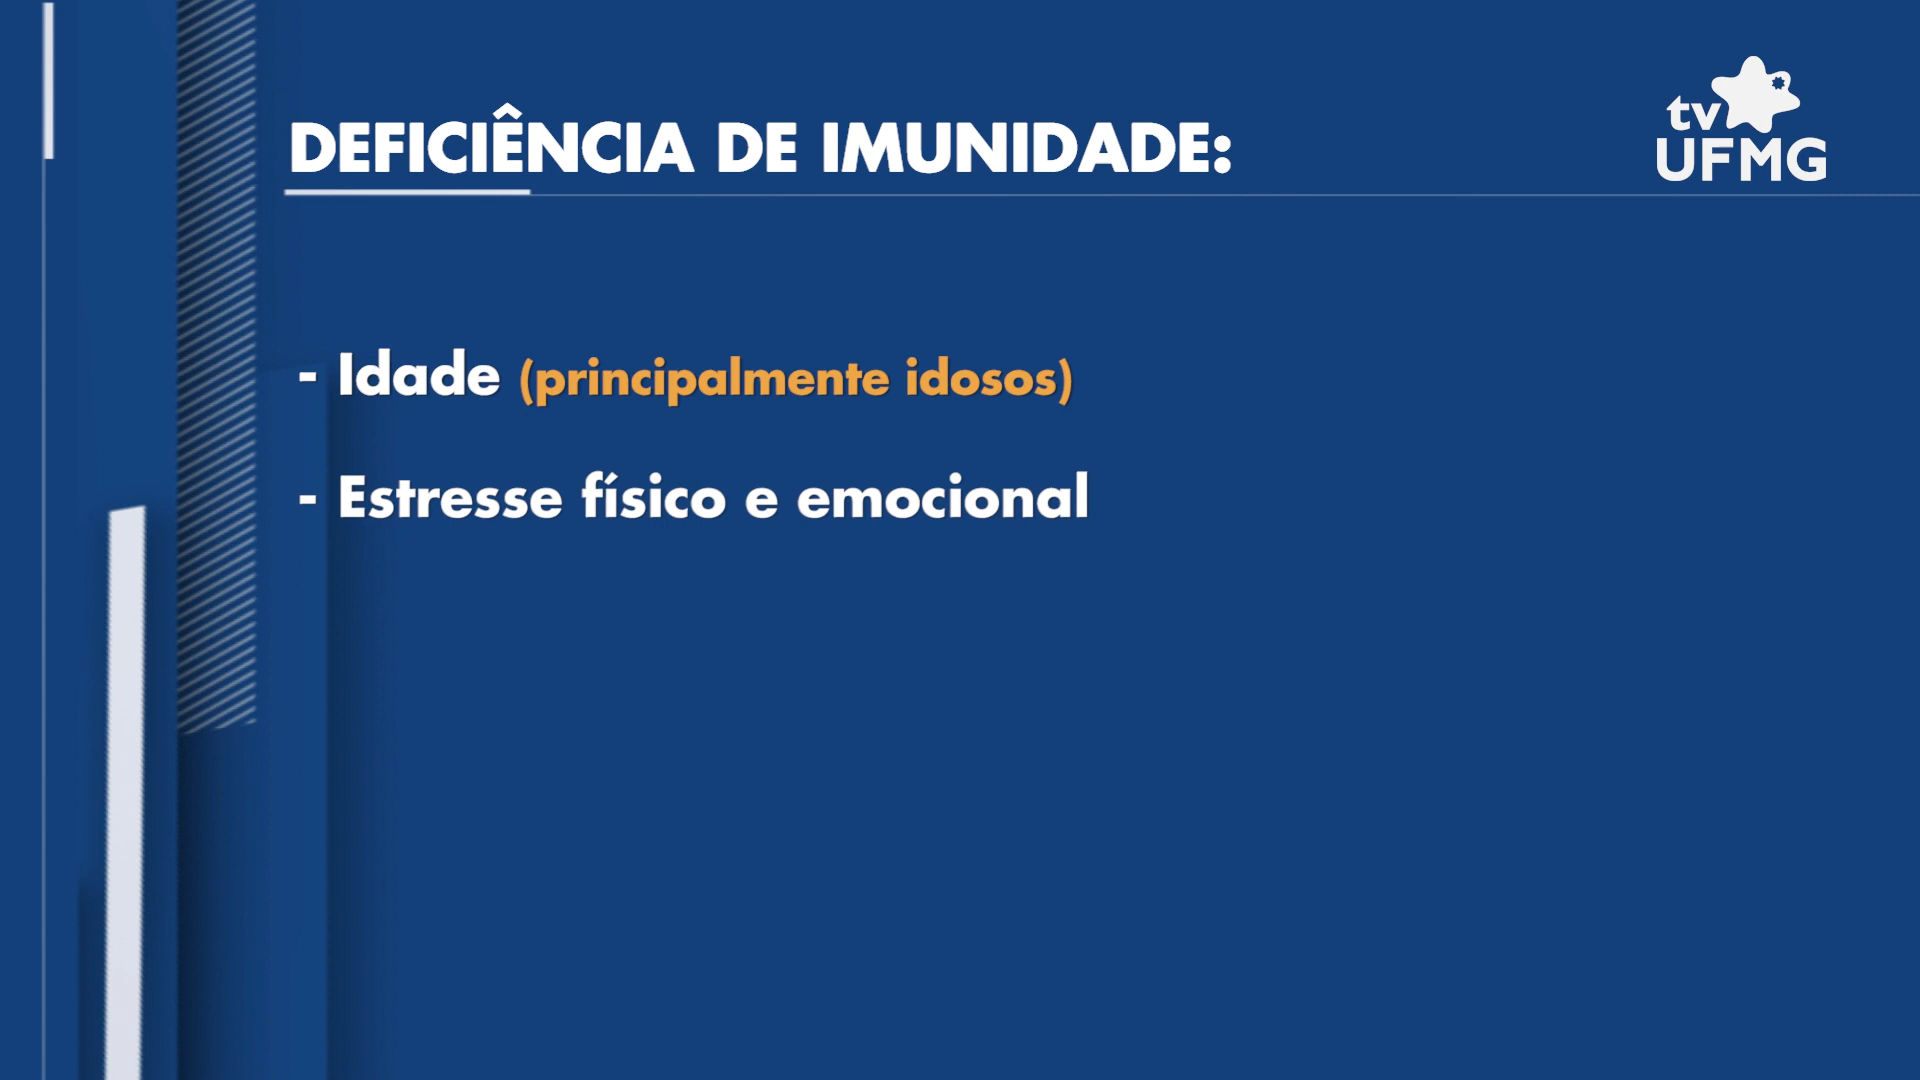 tv
UFMG
DEFICIÊNCIA DE IMUNIDADE:
- Idade (principalmente idosos)
- Estresse físico e emocional